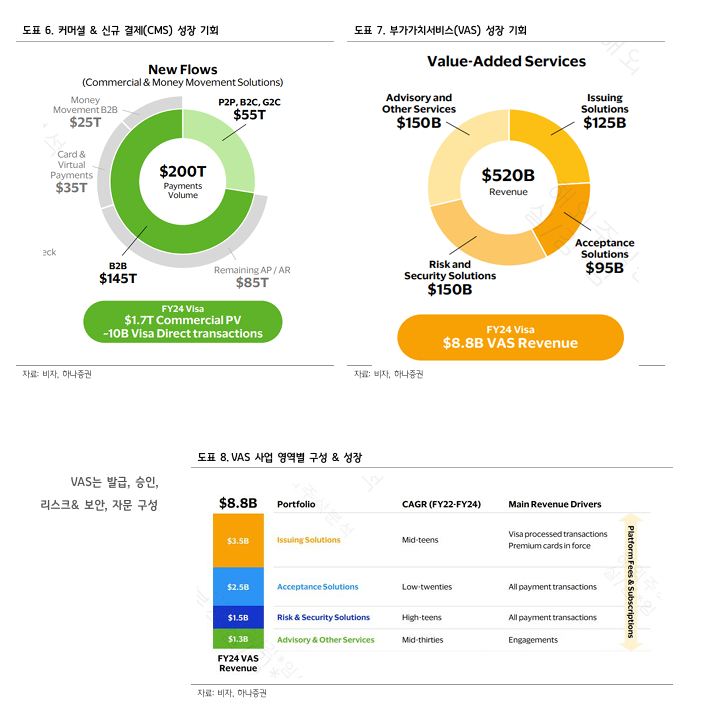 도표 6. 커머셜 & 신규 결제(CMS) 성장 기회
New Flows
(Commercial & Money Movement Solutions)
Money
Movement B2B
$25T
P2P, B2C, G2C
$55T
Card &
Virtual
Payments
$35T
$200T
Payments
Volume
eck
B2B
$145T
Remaining AP / AR
$85T
FY24 Visa
$1.7T Commercial PV
~10B Visa Direct transactions
자료: 비자, 하나증권
도표 7. 부가가치서비스(VAS) 성장 기회
Value-Added Services
Advisory and
Other Services
$150B
Issuing
Solutions
$125B
$520B
Revenue
Acceptance
Solutions
$95B
Risk and
Security Solutions
$150B
FY24 Visa
$8.8B VAS Revenue
자료: 비자, 하나증권
VAS는 발급, 승인,
리스크& 보안, 자문 구성
도표 8. VAS 사업 영역별 구성 & 성장
$8.8B Portfolio CAGR (FY22-FY24) Main Revenue Drivers
$3.5B Issuing Solutions Mid-teens Visa processed transactions
Premium cards in force
$2.5B Acceptance Solutions Low-twenties All payment transactions
$1.5B Risk & Security Solutions High-teens All payment transactions
$1.3B Advisory & Other Services Mid-thirties Engagements
Platform Fees & Subscriptions
FY24 VAS
Revenue
자료: 비자, 하나증권